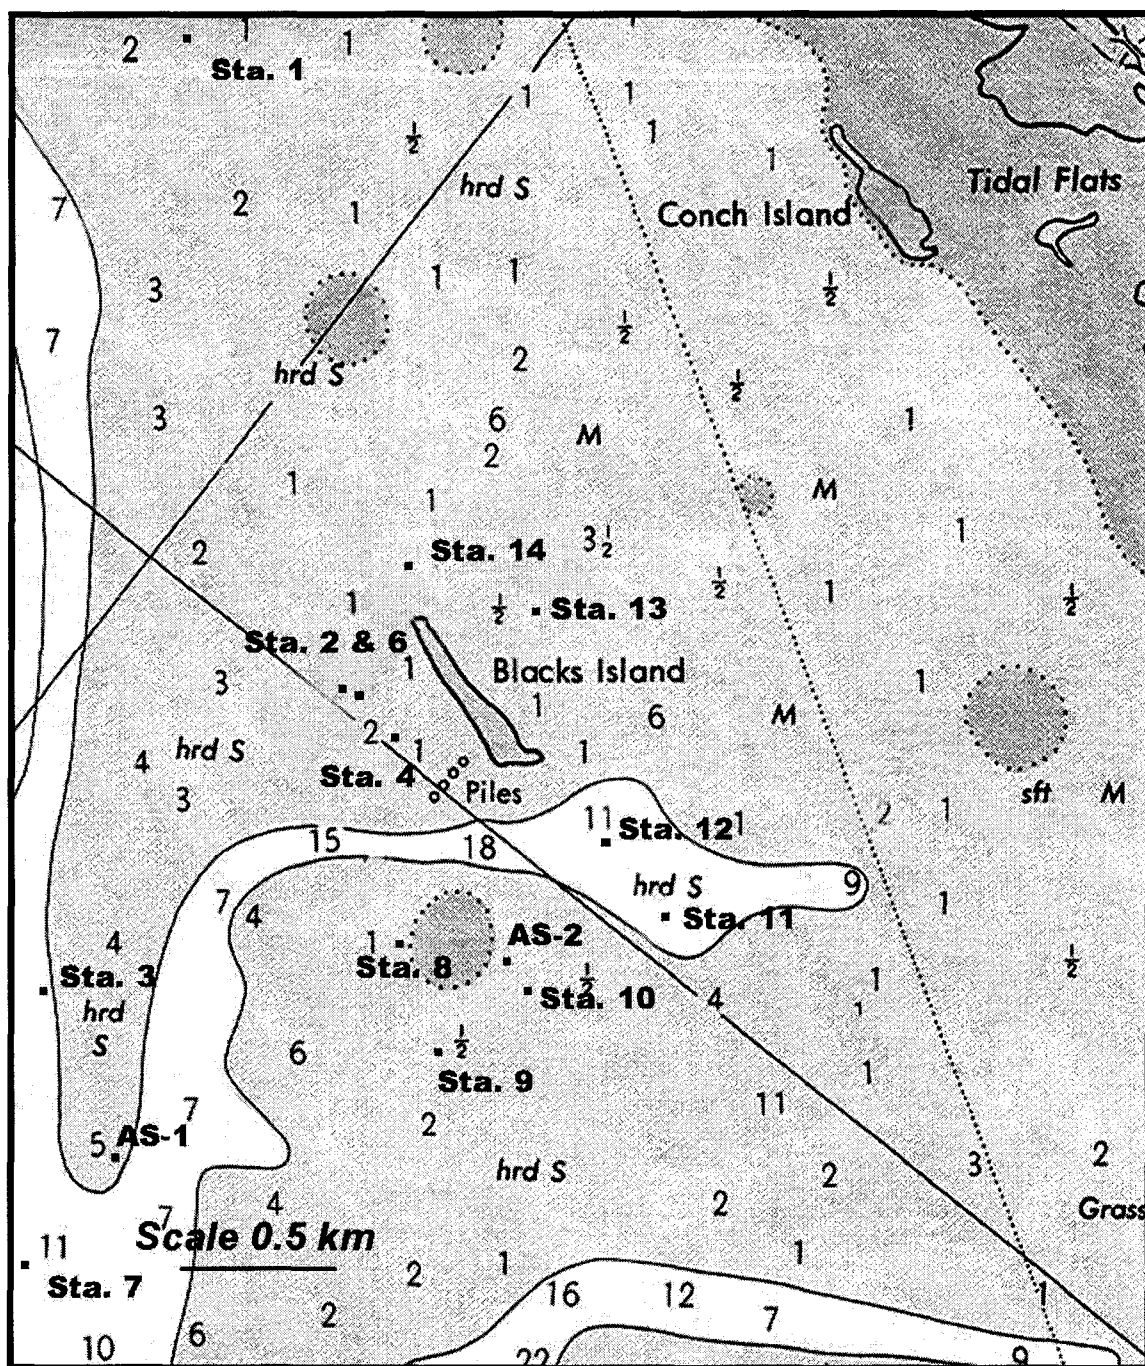 2 1
Sta. 1
1 1
½ 1
hrd S 1 Tidal Flats
7 2 1 Conch Island
3 1 1 ½
7 ½
hrd S 2 ½
3 6 M 1
2
1 1 M
2 Sta. 14 3½ 1
1 ½ Sta. 13 ½ 1 ½
Sta. 2 & 6
1 Blacks Island
3 1 6 M 1
hrd S 2 1 1
4 Sta. 4
3 Piles sft M
11 1 2 1
15 18 Sta. 12
7 4 hrd S 9
4 1 AS-2 Sta. 11 1
Sta. 3 Sta. 8 ½ 1 ½
hrd Sta. 10 4 1
S
6 ½ 1
Sta. 9 11
7 2
5 AS-1 3 2
hrd S 2
4 2 Grass
7
Scale 0.5 km
11 2 1 1
Sta. 7 16 12 1
2 7
10 6 22 9